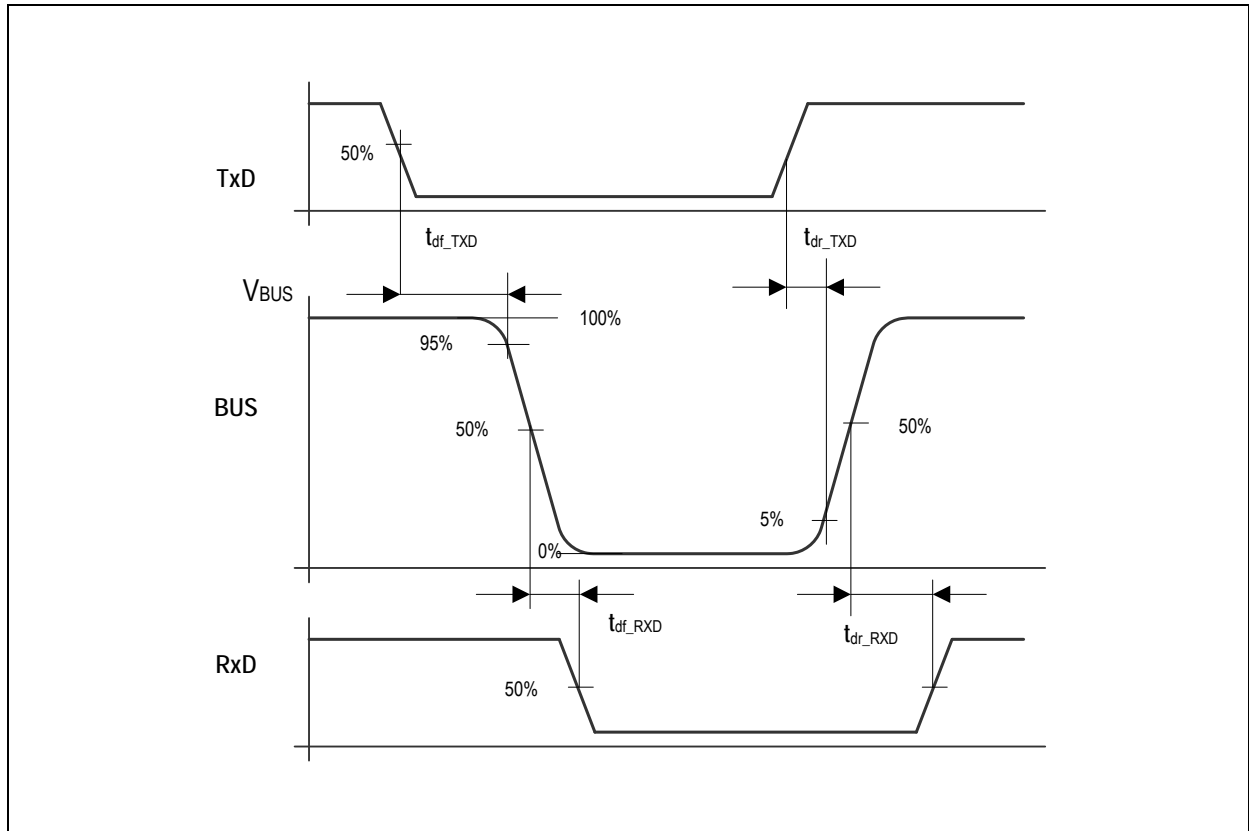 50%
TxD
tdf_TXD
tdr_TXD
VBUS
100%
95%
BUS
50%
50%
5%
0%
tdf_RXD
tdr_RXD
RxD
50%